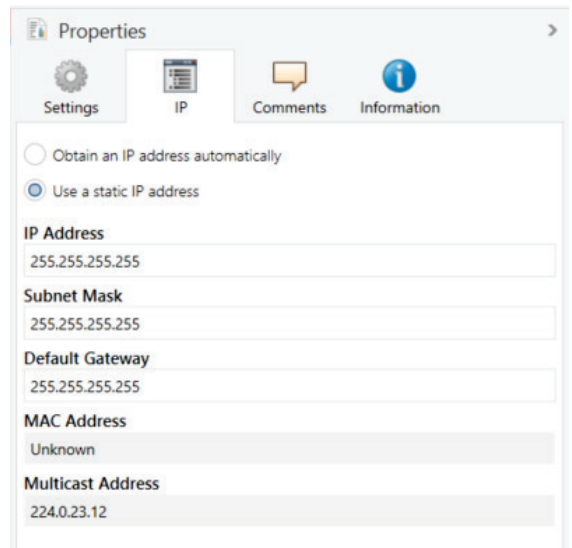 Properties
Settings IP Comments Information
Obtain an IP address automatically
Use a static IP address
IP Address
255.255.255.255
Subnet Mask
255.255.255.255
Default Gateway
255.255.255.255
MAC Address
Unknown
Multicast Address
224.0.23.12